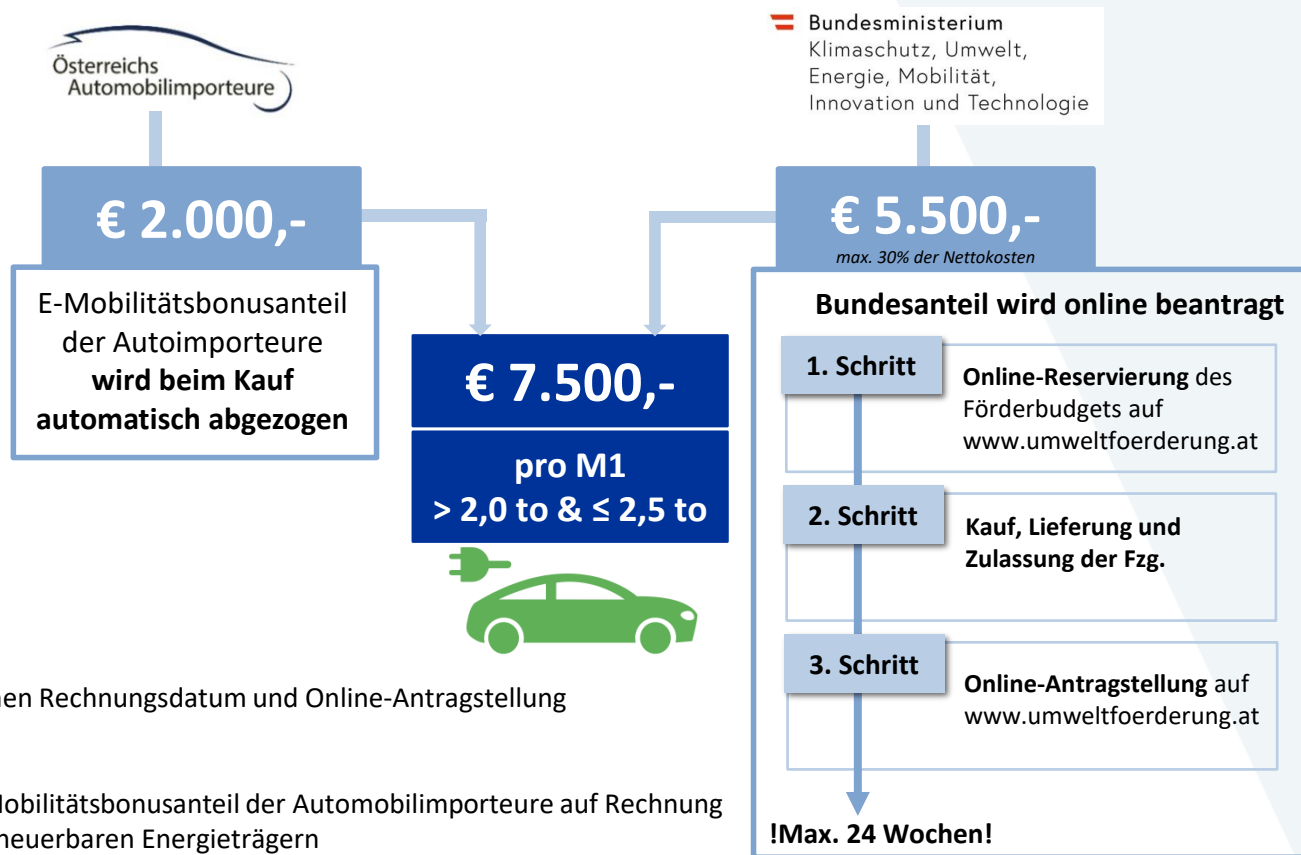 Österreichs
Automobilimporteure
Bundesministerium
Klimaschutz, Umwelt,
Energie, Mobilität,
Innovation und Technologie
€ 2.000,-
E-Mobilitätsbonusanteil
der Autoimporteure
wird beim Kauf
automatisch abgezogen
€ 5.500,-
max. 30% der Nettokosten
€ 7.500,-
pro M1
> 2,0 to & ≤ 2,5 to
Bundesanteil wird online beantragt
1. Schritt
Online-Reservierung des
Förderbudgets auf
www.umweltfoerderung.at
2. Schritt
Kauf, Lieferung und
Zulassung der Fzg.
3. Schritt
Online-Antragstellung auf
www.umweltfoerderung.at
!Max. 24 Wochen!
en Rechnungsdatum und Online-Antragstellung
obilitätsbonusanteil der Automobilimporteure auf Rechnung
neuerbaren Energieträgern